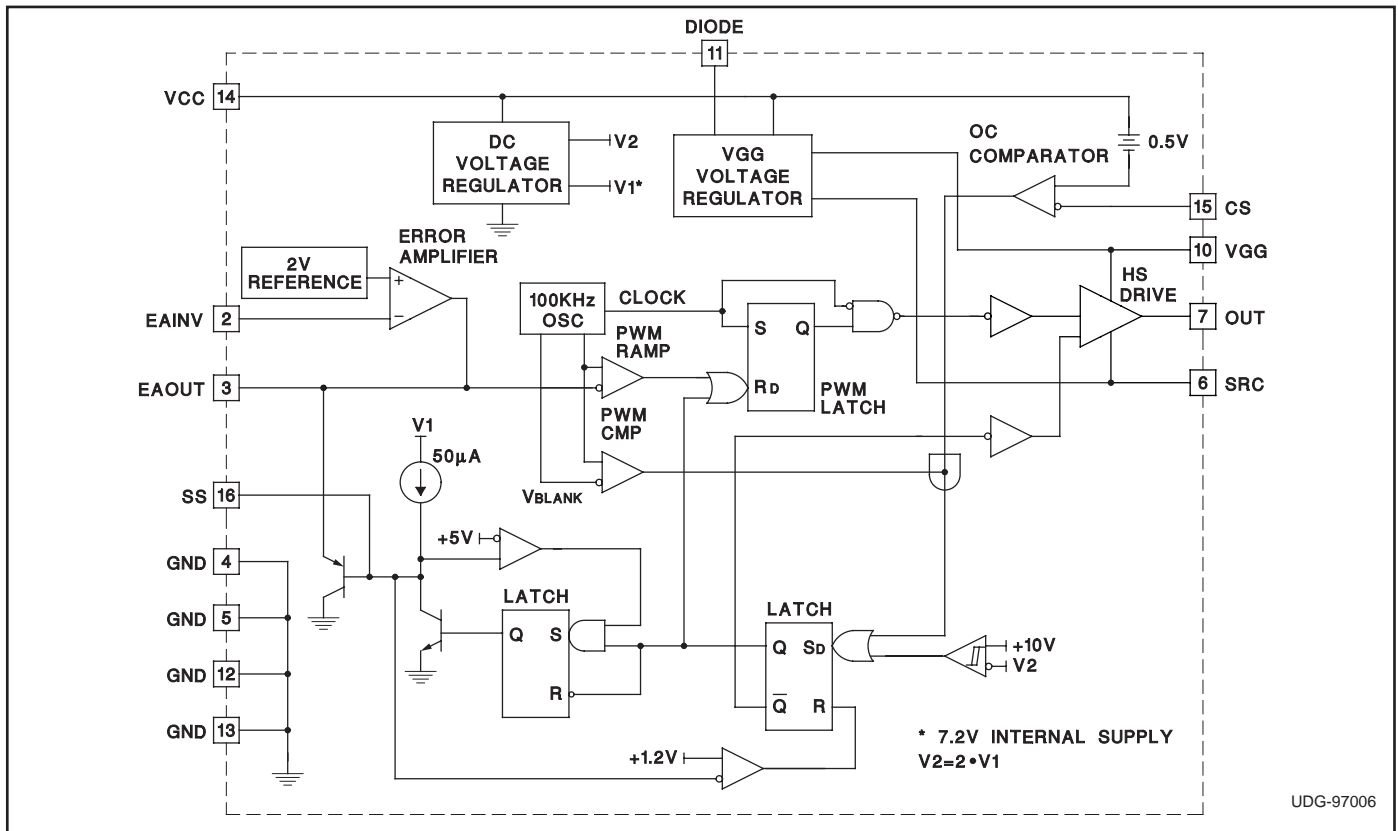 DIODE
11
VCC 14
DC
VOLTAGE
REGULATOR
V2
V1*
VGG
VOLTAGE
REGULATOR
OC
COMPARATOR
0.5V
15 CS
10 VGG
ERROR
AMPLIFIER
2V
REFERENCE
+
−
EAINV 2
100KHz
OSC
CLOCK
PWM
RAMP
S Q
RD
PWM
LATCH
HS
DRIVE
7 OUT
6 SRC
EAOUT 3
PWM
CMP
V1
50µA
VBLANK
SS 16
+5V
GND 4
GND 5
GND 12
GND 13
LATCH
Q S
R
LATCH
Q SD
Q R
+10V
V2
+1.2V
* 7.2V INTERNAL SUPPLY
V2=2•V1
UDG-97006